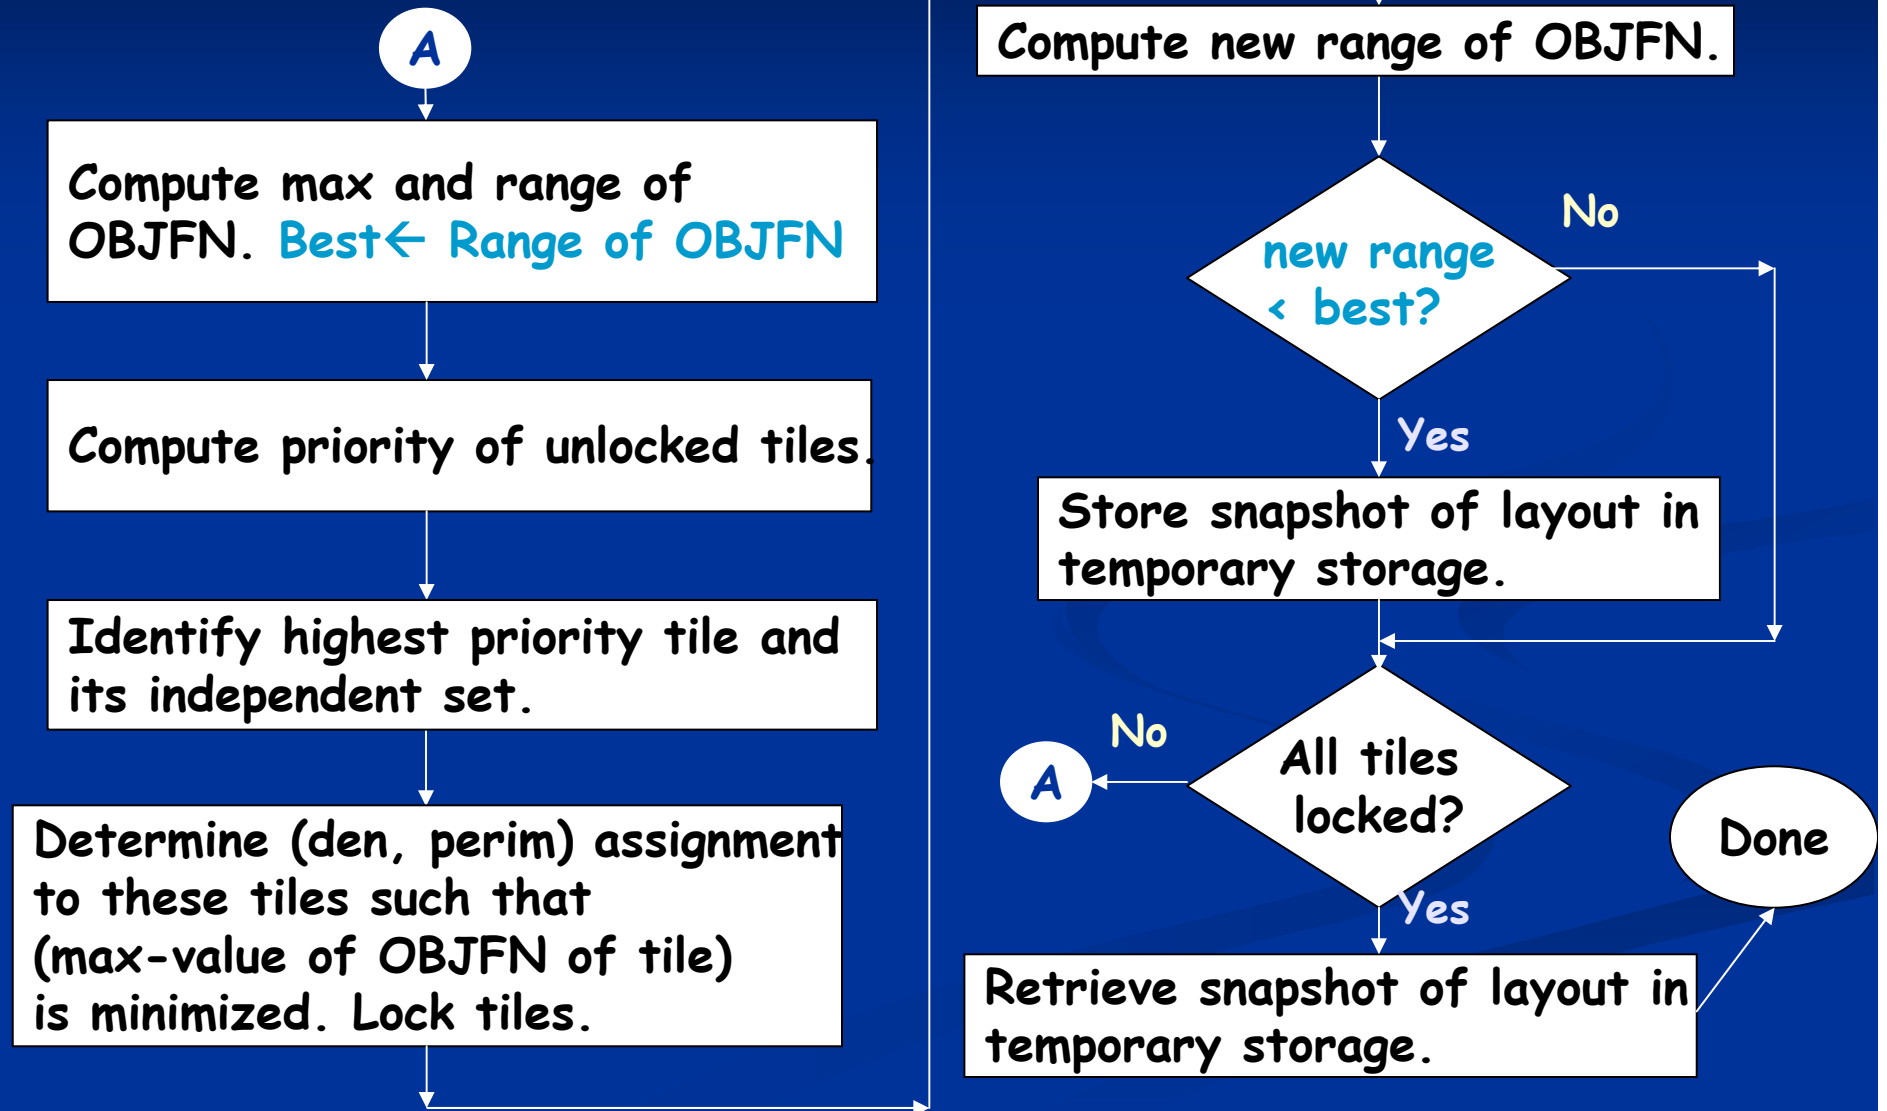 A
Compute max and range of
OBJFN. Best← Range of OBJFN
Compute priority of unlocked tiles.
Identify highest priority tile and
its independent set.
Determine (den, perim) assignment
to these tiles such that
(max-value of OBJFN of tile)
is minimized. Lock tiles.
Compute new range of OBJFN.
No
new range
< best?
Yes
Store snapshot of layout in
temporary storage.
No
A
All tiles
locked?
Done
Yes
Retrieve snapshot of layout in
temporary storage.